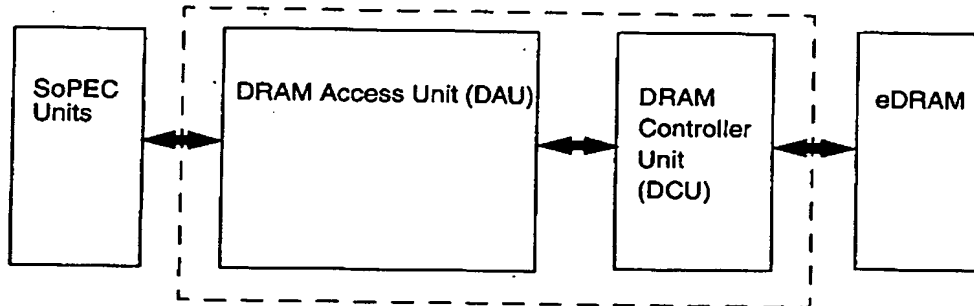 SoPEC
Units
DRAM Access Unit (DAU)
DRAM
Controller
Unit
(DCU)
eDRAM